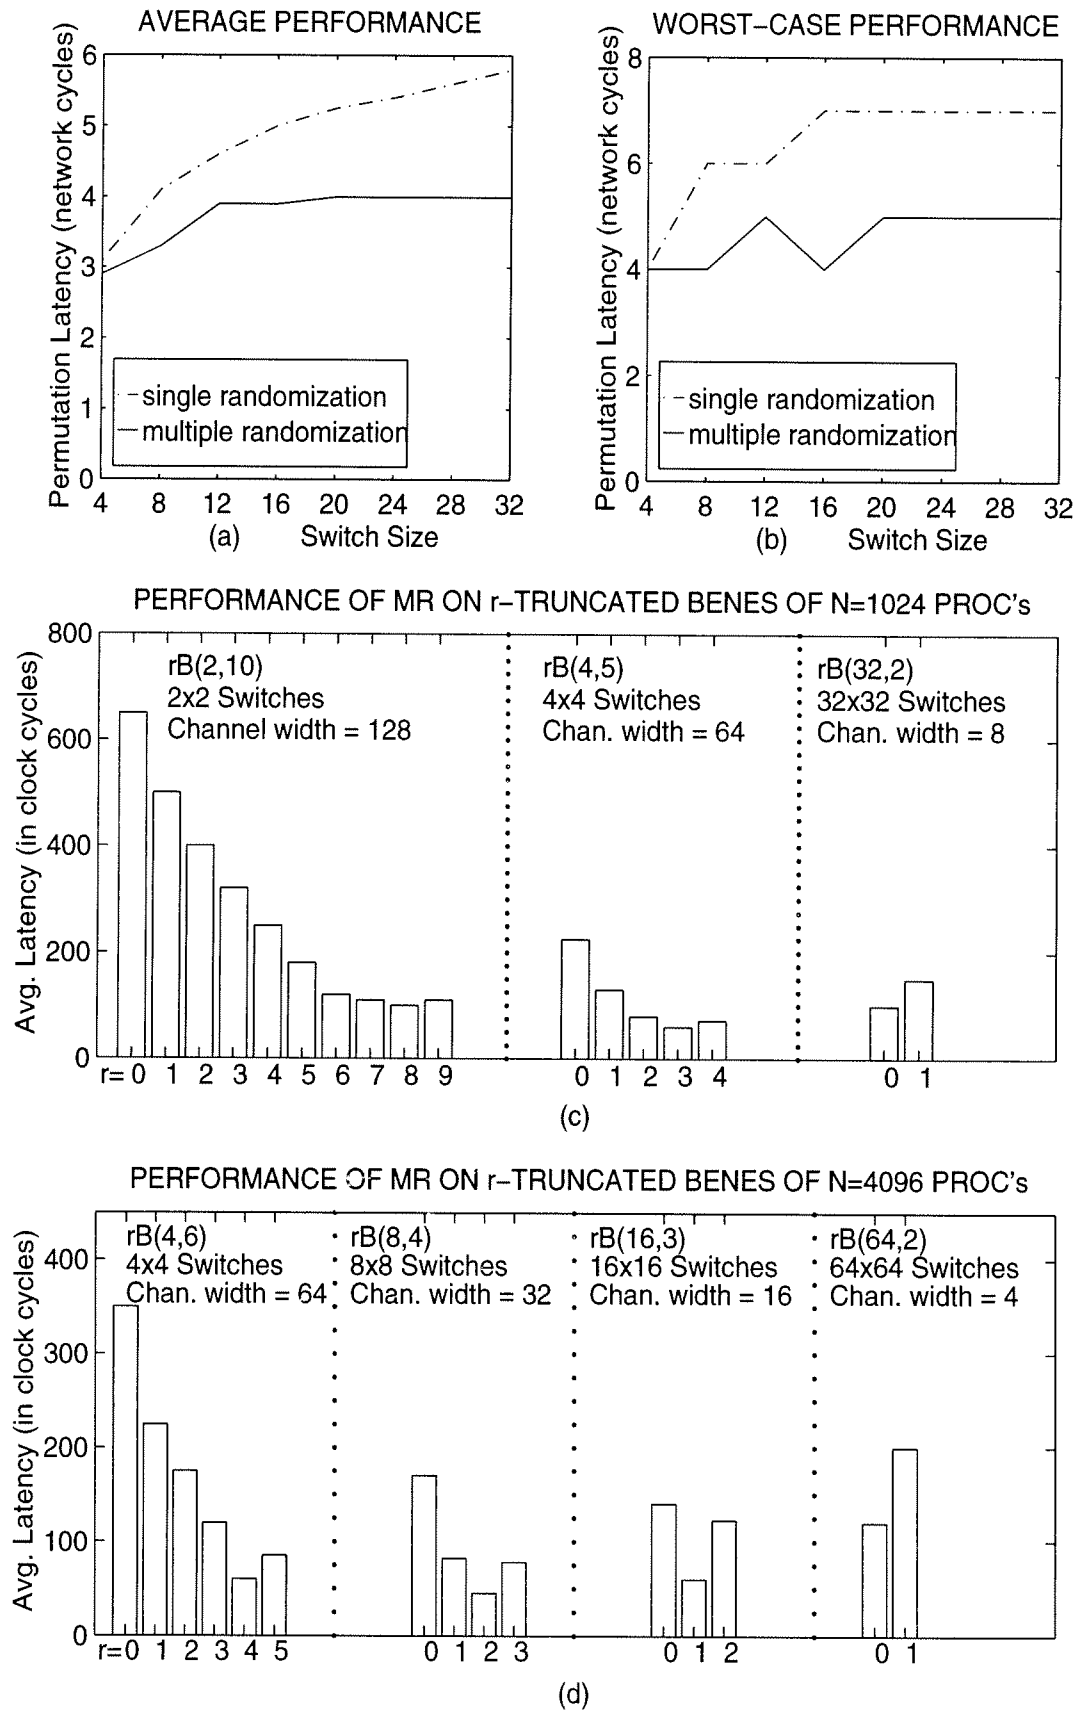 AVERAGE PERFORMANCE
Permutation Latency (network cycles)
6
5
4
3
2
1
0
single randomization
multiple randomization
4 8 12 16 20 24 28 32
(a) Switch Size
WORST-CASE PERFORMANCE
Permutation Latency (network cycles)
8
6
4
2
0
single randomization
multiple randomization
4 8 12 16 20 24 28 32
(b) Switch Size
PERFORMANCE OF MR ON r-TRUNCATED BENES OF N=1024 PROC's
Avg. Latency (in clock cycles)
800
600
400
200
0
rB(2,10)
2x2 Switches
Channel width = 128
rB(4,5)
4x4 Switches
Chan. width = 64
rB(32,2)
32x32 Switches
Chan. width = 8
r= 0 1 2 3 4 5 6 7 8 9 0 1 2 3 4 0 1
(c)
PERFORMANCE OF MR ON r-TRUNCATED BENES OF N=4096 PROC's
Avg. Latency (in clock cycles)
400
300
200
100
0
rB(4,6)
4x4 Switches
Chan. width = 64
rB(8,4)
8x8 Switches
Chan. width = 32
rB(16,3)
16x16 Switches
Chan. width = 16
rB(64,2)
64x64 Switches
Chan. width = 4
r=0 1 2 3 4 5 0 1 2 3 0 1 2 0 1
(d)